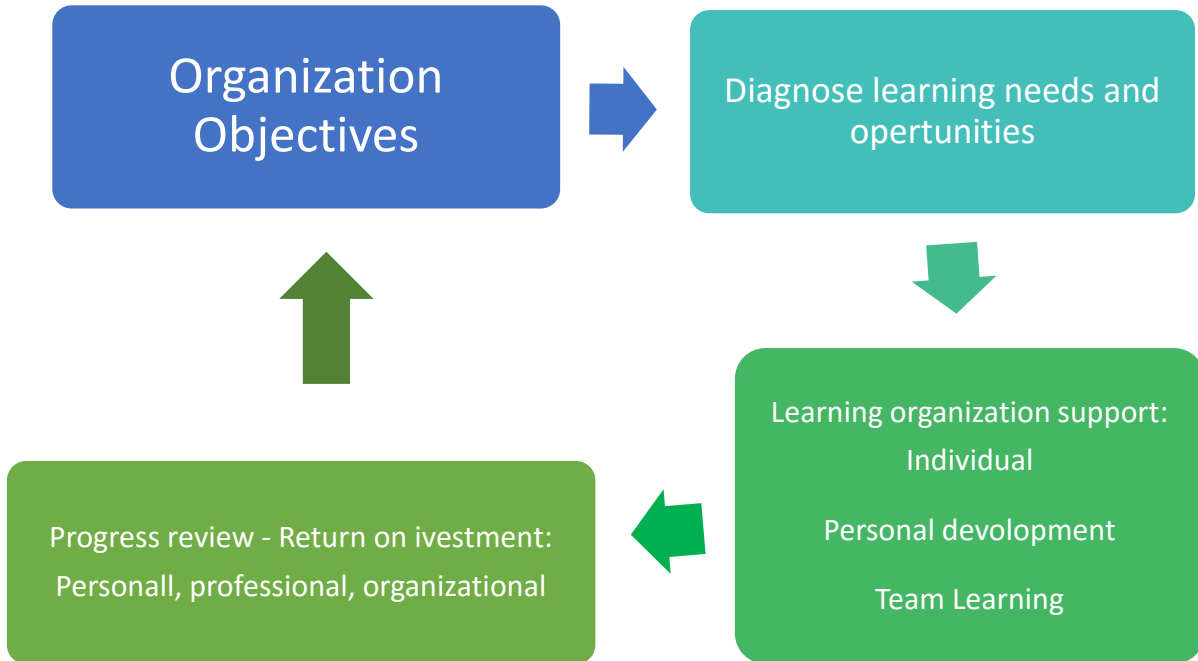 Organization
Objectives
Diagnose learning needs and
opertunities
Learning organization support:
Individual
Personal devolopment
Team Learning
Progress review - Return on ivestment:
Personall, professional, organizational